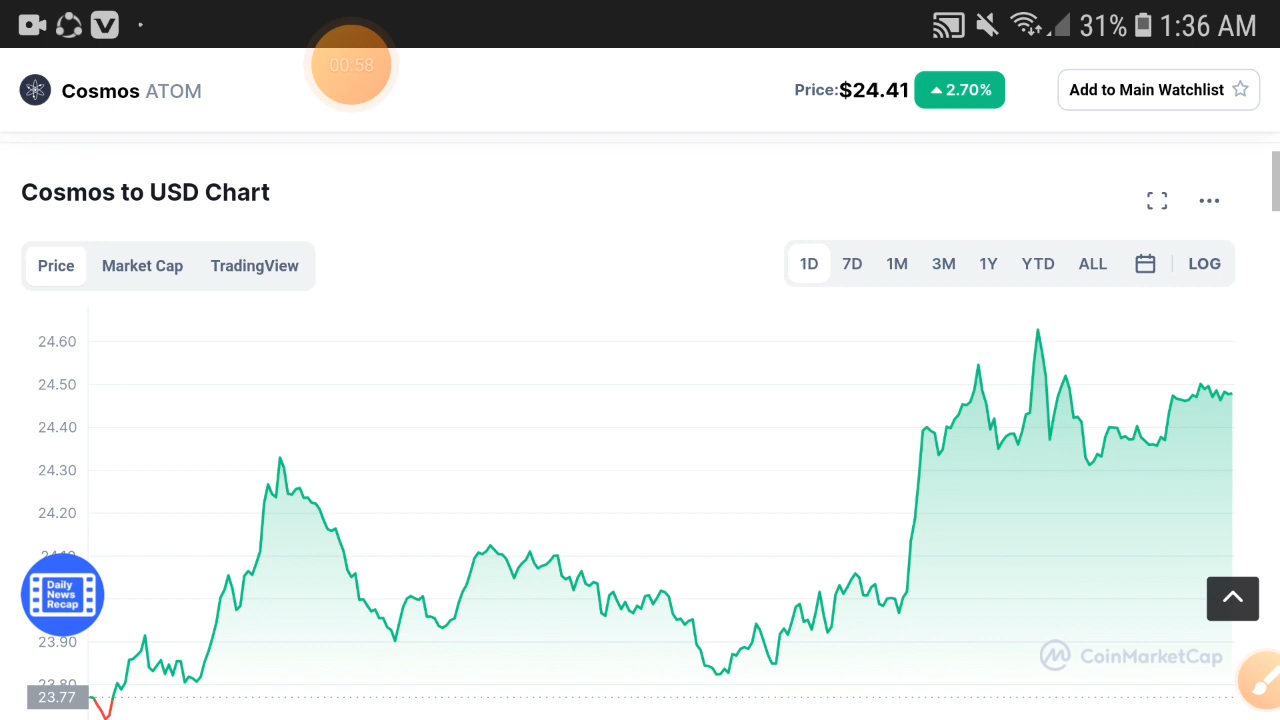 31% 1:36 AM
00:58
Cosmos ATOM
Price:$24.41 2.70%
Add to Main Watchlist
Cosmos to USD Chart
Price Market Cap TradingView
1D 7D 1M 3M 1Y YTD ALL LOG
24.60
24.50
24.40
24.30
24.20
Daily
News
Recap
23.90
23.80
23.77
CoinMarketCap